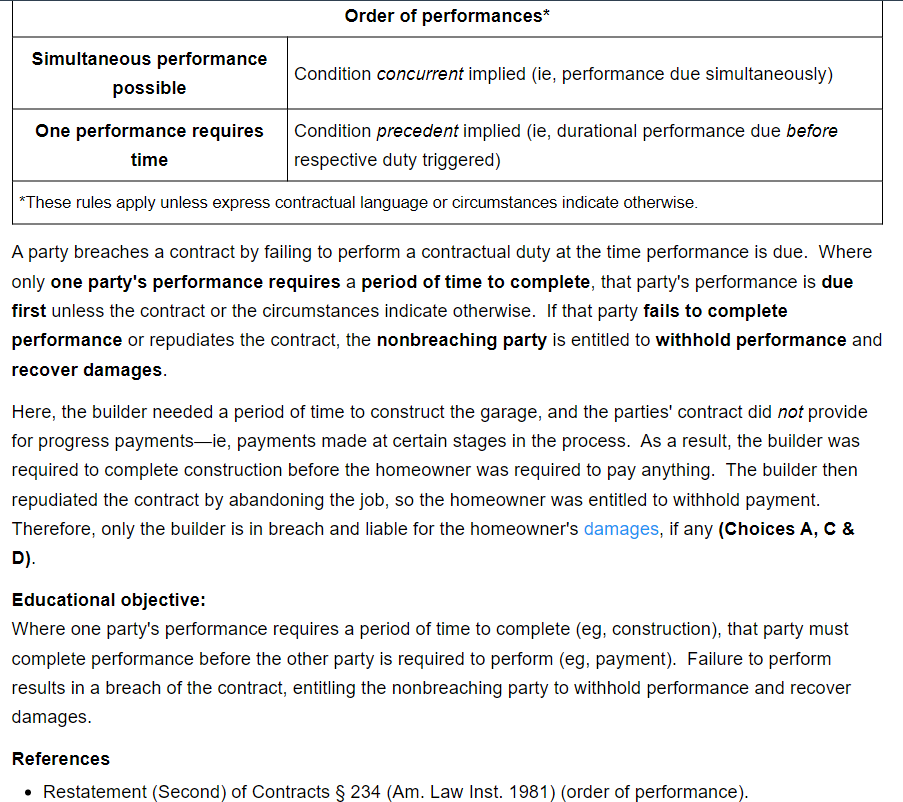 Order of performances*
Simultaneous performance
possible
Condition concurrent implied (ie, performance due simultaneously)
One performance requires
time
Condition precedent implied (ie, durational performance due before
respective duty triggered)
*These rules apply unless express contractual language or circumstances indicate otherwise.
A party breaches a contract by failing to perform a contractual duty at the time performance is due.  Where
only one party's performance requires a period of time to complete, that party's performance is due
first unless the contract or the circumstances indicate otherwise.  If that party fails to complete
performance or repudiates the contract, the nonbreaching party is entitled to withhold performance and
recover damages.
Here, the builder needed a period of time to construct the garage, and the parties' contract did not provide
for progress payments—ie, payments made at certain stages in the process.  As a result, the builder was
required to complete construction before the homeowner was required to pay anything.  The builder then
repudiated the contract by abandoning the job, so the homeowner was entitled to withhold payment.
Therefore, only the builder is in breach and liable for the homeowner's damages, if any (Choices A, C &
D).
Educational objective:
Where one party's performance requires a period of time to complete (eg, construction), that party must
complete performance before the other party is required to perform (eg, payment).  Failure to perform
results in a breach of the contract, entitling the nonbreaching party to withhold performance and recover
damages.
References
• Restatement (Second) of Contracts § 234 (Am. Law Inst. 1981) (order of performance).